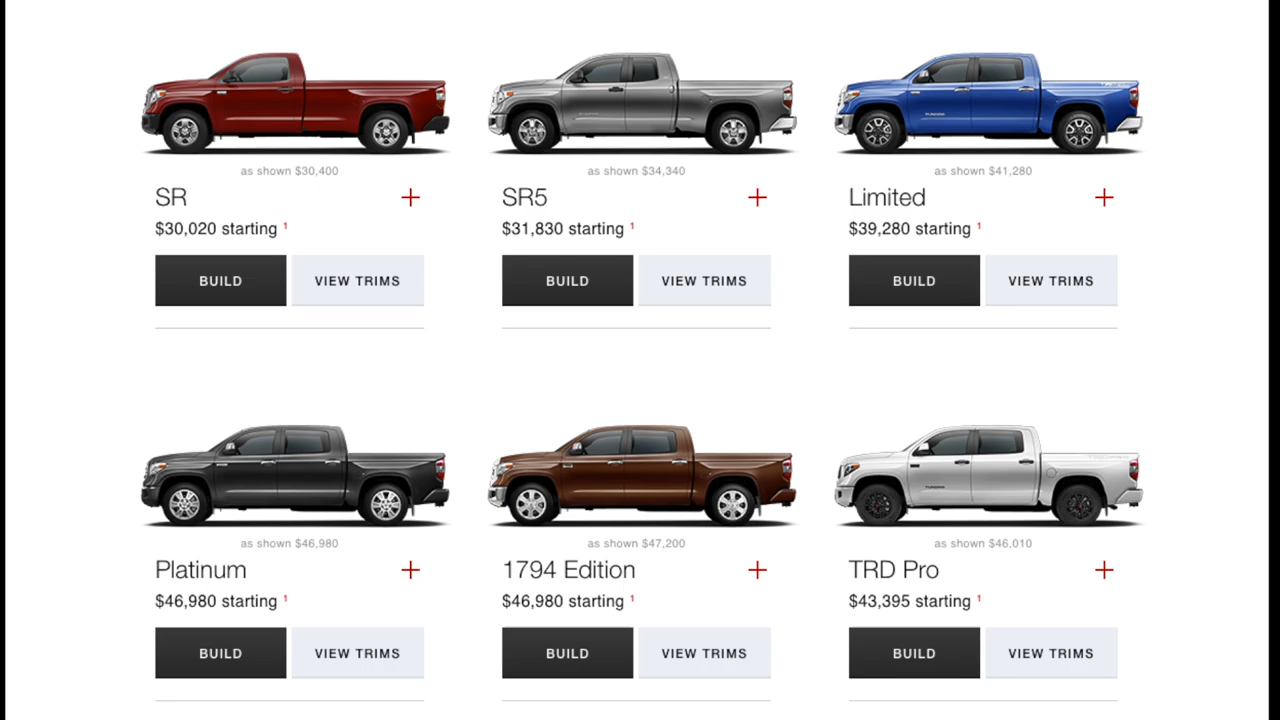 as shown $30,400
SR +
$30,020 starting 1
BUILD VIEW TRIMS
as shown $34,340
SR5 +
$31,830 starting 1
BUILD VIEW TRIMS
TUNDRA
as shown $41,280
Limited +
$39,280 starting 1
BUILD VIEW TRIMS
as shown $46,980
Platinum +
$46,980 starting 1
BUILD VIEW TRIMS
as shown $47,200
1794 Edition +
$46,980 starting 1
BUILD VIEW TRIMS
TUNDRA
as shown $46,010
TRD Pro +
$43,395 starting 1
BUILD VIEW TRIMS